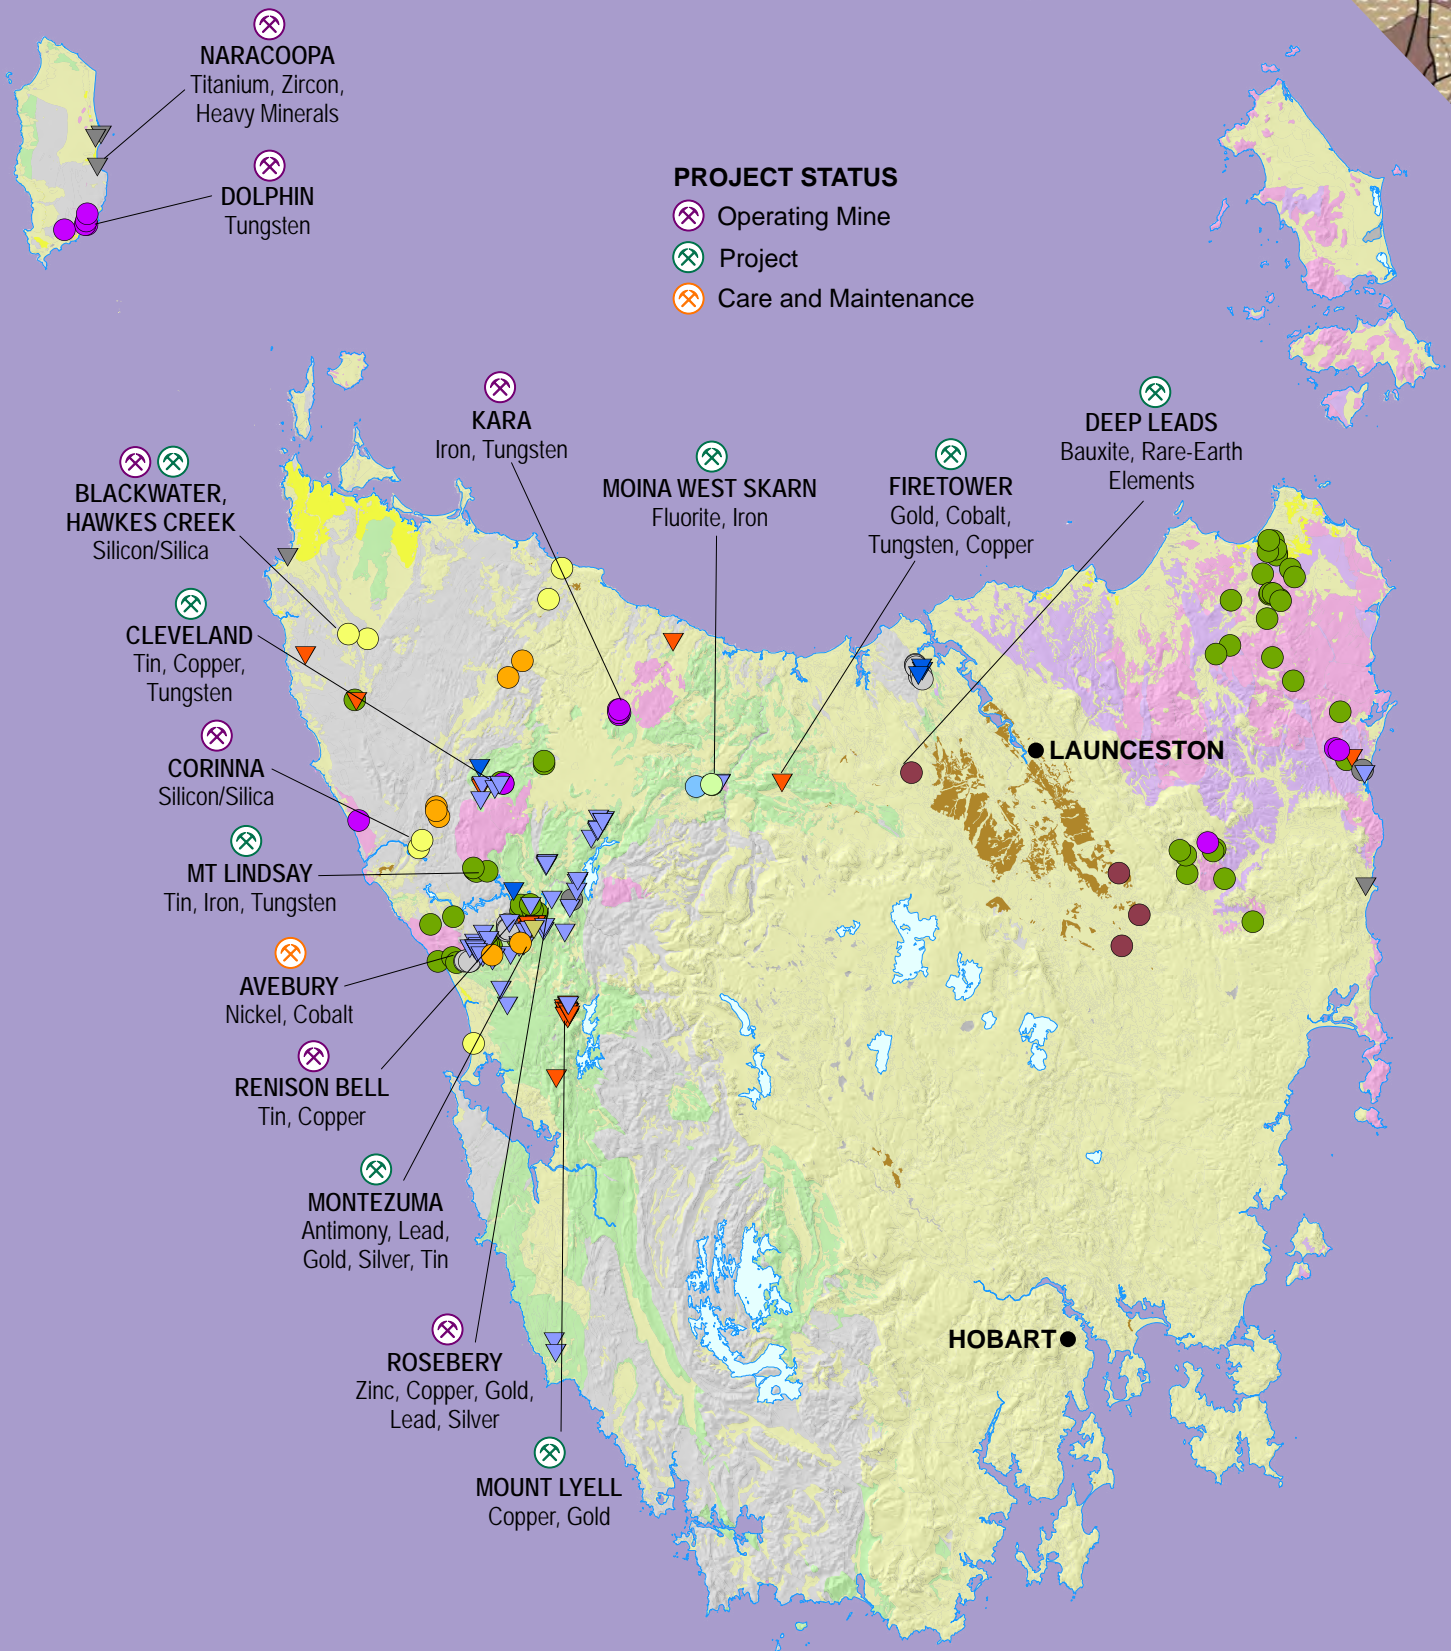 NARACOOPA
Titanium, Zircon,
Heavy Minerals
DOLPHIN
Tungsten
PROJECT STATUS
Operating Mine
Project
Care and Maintenance
KARA
Iron, Tungsten
DEEP LEADS
Bauxite, Rare-Earth
Elements
BLACKWATER,
HAWKES CREEK
Silicon/Silica
MOINA WEST SKARN
Fluorite, Iron
FIRETOWER
Gold, Cobalt,
Tungsten, Copper
CLEVELAND
Tin, Copper,
Tungsten
CORINNA
Silicon/Silica
LAUNCESTON
MT LINDSAY
Tin, Iron, Tungsten
AVEBURY
Nickel, Cobalt
RENISON BELL
Tin, Copper
MONTEZUMA
Antimony, Lead,
Gold, Silver, Tin
ROSEBERY
Zinc, Copper, Gold,
Lead, Silver
HOBART
MOUNT LYELL
Copper, Gold